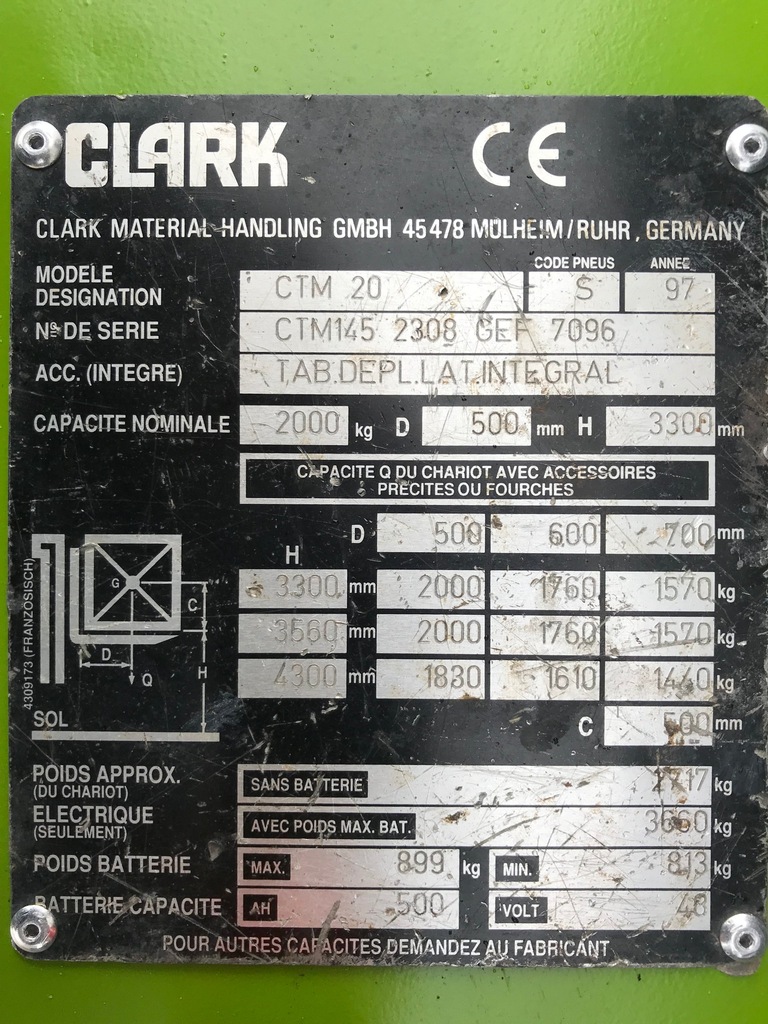 CLARK CE
CLARK MATERIAL HANDLING GMBH 45478 MÜLHEIM/RUHR, GERMANY
CODE PNEUS ANNEE
MODELE DESIGNATION CTM 20 S 97
Nº DE SERIE CTM145 2308 GEF 7096
ACC. (INTEGRE) TAB.DEPL.LAT.INTEGRAL
CAPACITE NOMINALE 2000 kg D 500 mm H 3300 mm
CAPACITE Q DU CHARIOT AVEC ACCESSOIRES
PRECITES OU FOURCHES
D 500 600 700 mm
H
3300 mm 2000 1760 1570 kg
3560 mm 2000 1760 1570 kg
4300 mm 1830 1610 1440 kg
C 500 mm
G
C
D
H
Q
SOL
4309173 (FRANZÖSISCH)
POIDS APPROX.
(DU CHARIOT) SANS BATTERIE 2717 kg
ELECTRIQUE
(SEULEMENT) AVEC POIDS MAX. BAT. 3660 kg
POIDS BATTERIE MAX. 899 kg MIN. 813 kg
BATTERIE CAPACITE AH 500 VOLT 48
POUR AUTRES CAPACITES DEMANDEZ AU FABRICANT